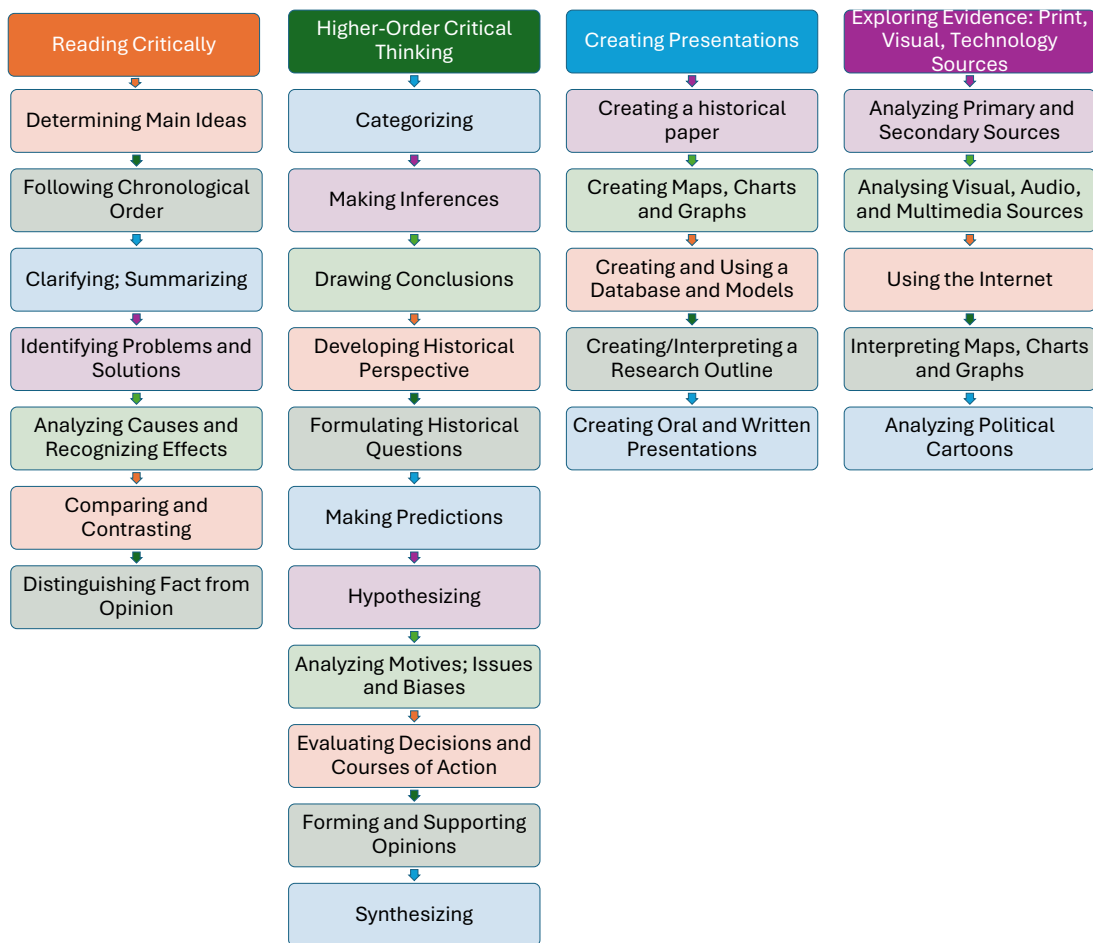 Reading Critically
Determining Main Ideas
Following Chronological
Order
Clarifying; Summarizing
Identifying Problems and
Solutions
Analyzing Causes and
Recognizing Effects
Comparing and
Contrasting
Distinguishing Fact from
Opinion
Higher-Order Critical
Thinking
Categorizing
Making Inferences
Drawing Conclusions
Developing Historical
Perspective
Formulating Historical
Questions
Making Predictions
Hypothesizing
Analyzing Motives; Issues
and Biases
Evaluating Decisions and
Courses of Action
Forming and Supporting
Opinions
Synthesizing
Creating Presentations
Creating a historical
paper
Creating Maps, Charts
and Graphs
Creating and Using a
Database and Models
Creating/Interpreting a
Research Outline
Creating Oral and Written
Presentations
Exploring Evidence: Print,
Visual, Technology
Sources
Analyzing Primary and
Secondary Sources
Analysing Visual, Audio,
and Multimedia Sources
Using the Internet
Interpreting Maps, Charts
and Graphs
Analyzing Political
Cartoons